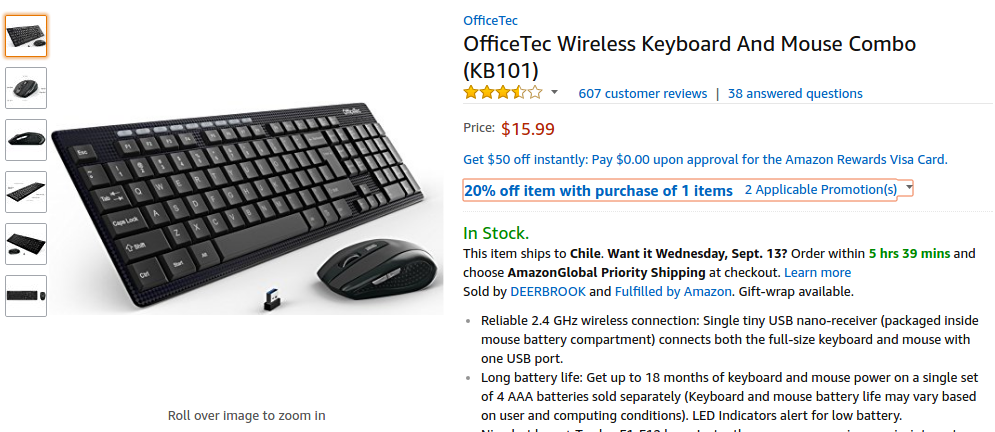 OfficeTec
OfficeTec Wireless Keyboard And Mouse Combo
(KB101)
607 customer reviews | 38 answered questions
Price: $15.99
Get $50 off instantly: Pay $0.00 upon approval for the Amazon Rewards Visa Card.
20% off item with purchase of 1 items 2 Applicable Promotion(s)
In Stock.
This item ships to Chile. Want it Wednesday, Sept. 13? Order within 5 hrs 39 mins and
choose AmazonGlobal Priority Shipping at checkout. Learn more
Sold by DEERBROOK and Fulfilled by Amazon. Gift-wrap available.
• Reliable 2.4 GHz wireless connection: Single tiny USB nano-receiver (packaged inside
mouse battery compartment) connects both the full-size keyboard and mouse with
one USB port.
• Long battery life: Get up to 18 months of keyboard and mouse power on a single set
of 4 AAA batteries sold separately (Keyboard and mouse battery life may vary based
on user and computing conditions). LED Indicators alert for low battery.
OfficeTec
Esc
Tab
Q W E R T Y U I O P
Caps Lock
A S D F G H J K L
Shift
Z X C V B N M
Ctrl Start Alt
Roll over image to zoom in